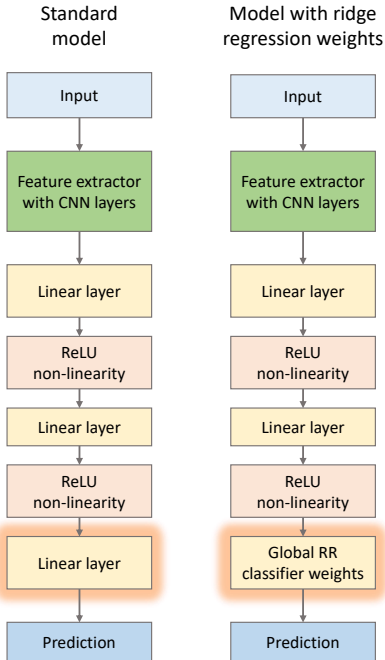 Standard
model
Input
Feature extractor
with CNN layers
Linear layer
ReLU
non-linearity
Linear layer
ReLU
non-linearity
Linear layer
Prediction
Model with ridge
regression weights
Input
Feature extractor
with CNN layers
Linear layer
ReLU
non-linearity
Linear layer
ReLU
non-linearity
Global RR
classifier weights
Prediction